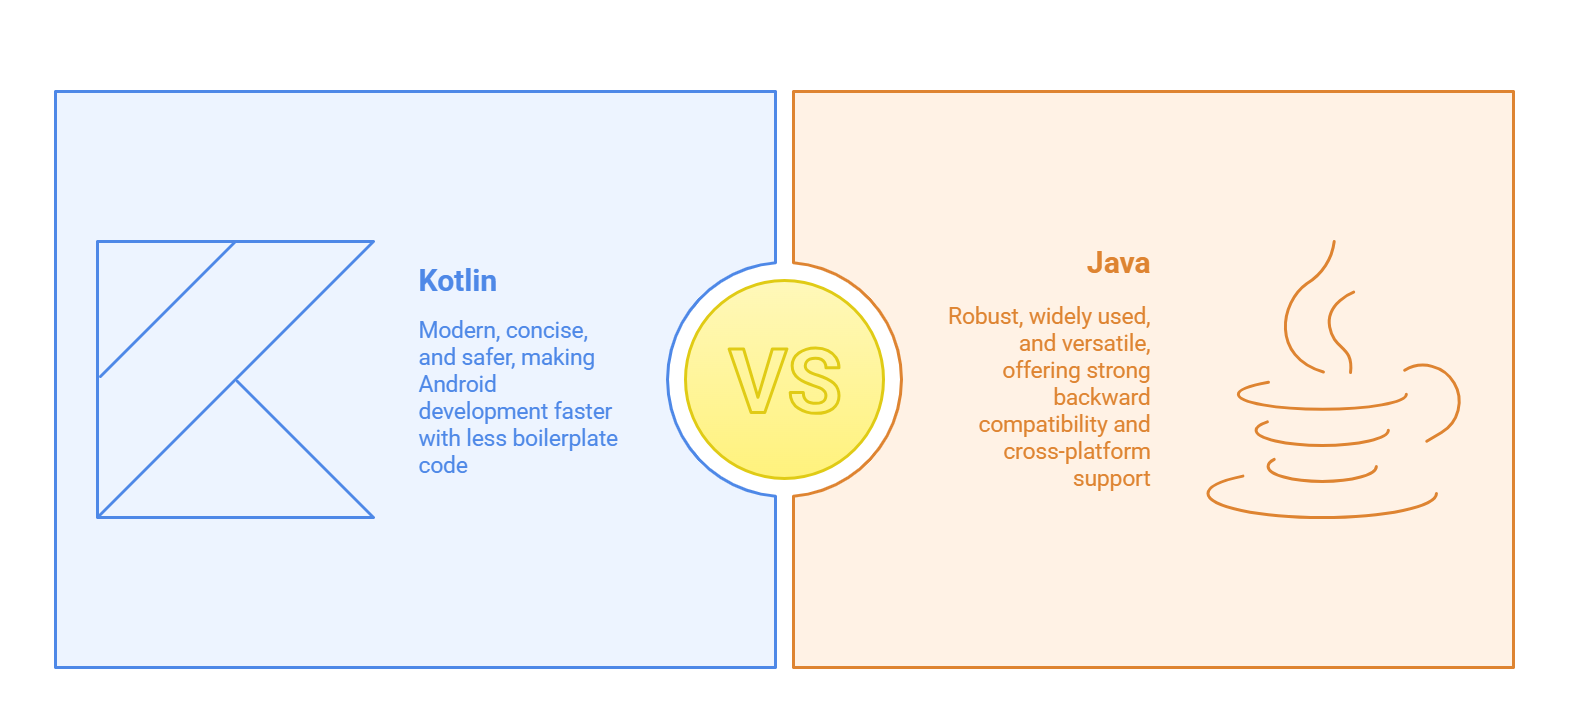 Kotlin
Modern, concise,
and safer, making
Android
development faster
with less boilerplate
code
VS
Java
Robust, widely used,
and versatile,
offering strong
backward
compatibility and
cross-platform
support